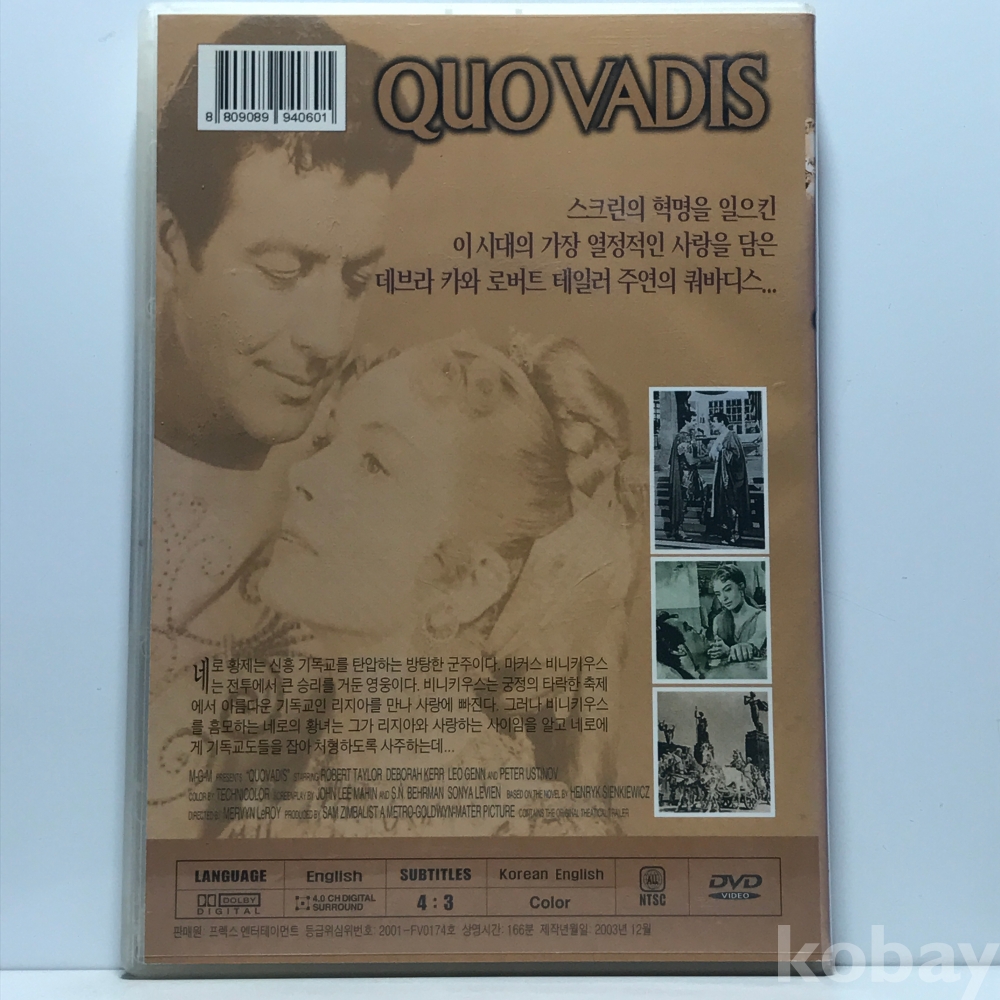 QUO VADIS
8 809089 940601
스크린의 혁명을 일으킨
이 시대의 가장 열정적인 사랑을 담은
데브라 카와 로버트 테일러 주연의 쿼바디스...
네로 황제는 신흥 기독교를 탄압하는 방탕한 군주이다. 마커스 비니키우스
는 전투에서 큰 승리를 거둔 영웅이다. 비니키우스는 궁정의 타락한 축제
에서 아름다운 기독교인 리지아를 만나 사랑에 빠진다. 그러나 비니키우스
를 흠모하는 네로의 황녀는 그가 리지아와 사랑하는 사이임을 알고 네로에
게 기독교도들을 잡아 처형하도록 사주하는데...
M-G-M PRESENTS "QUOVADIS" STARRING ROBERT TAYLOR DEBORAH KERR LEO GENN AND PETER USTINOV
COLOR BY TECHNICOLOR SCREENPLAY BY JOHN LEE MAHIN AND S.N. BEHRMAN SONYA LEVIEN BASED ON THE NOVEL BY HENRYK SIENKIEWICZ
DIRECTED BY MERVYN LeROY PRODUCED BY SAM ZIMBALIST A METRO-GOLDWYN-MATER PICTURE CONTAINS THE ORIGINAL THEATICAL TRAILER
LANGUAGE English SUBTITLES Korean English ALL NTSC DVD VIDEO
DOLBY DIGITAL 4.0 CH DIGITAL SURROUND 4 : 3 Color
판매원: 프렉스 엔터테이먼트 등급위심위번호: 2001-FV0174호 상영시간: 166분 제작년월일: 2003년 12월
kobay